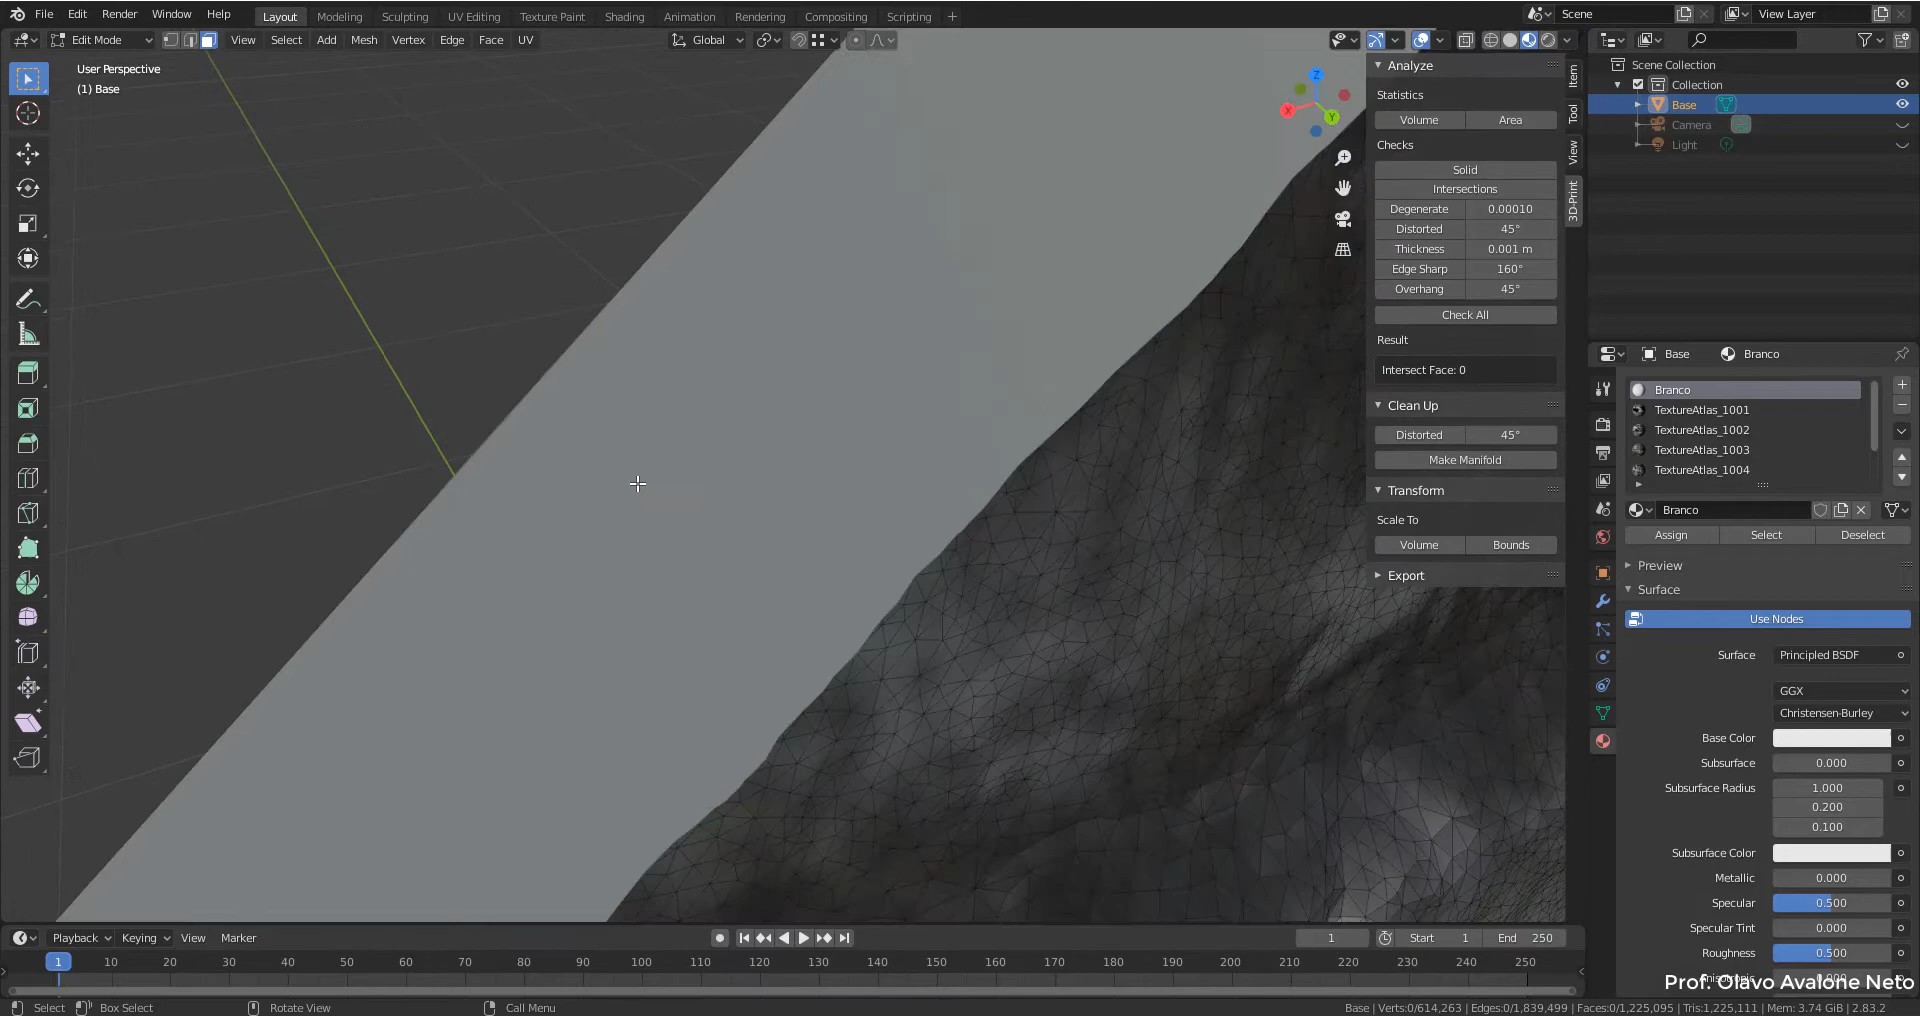 File Edit Render Window Help Layout Modeling Sculpting UV Editing Texture Paint Shading Animation Rendering Compositing Scripting + Scene View Layer
Edit Mode View Select Add Mesh Vertex Edge Face UV Global
User Perspective
(1) Base
Z
X
Y
Analyze
Statistics
Volume Area
Checks
Solid
Intersections
Degenerate 0.00010
Distorted 45°
Thickness 0.001 m
Edge Sharp 160°
Overhang 45°
Check All
Result
Intersect Face: 0
Clean Up
Distorted 45°
Make Manifold
Transform
Scale To
Volume Bounds
Export
Item
Tool
View
3D-Print
Scene Collection
Collection
Base
Camera
Light
Base Branco
Branco
TextureAtlas_1001
TextureAtlas_1002
TextureAtlas_1003
TextureAtlas_1004
Branco
Assign Select Deselect
Preview
Surface
Use Nodes
Surface Principled BSDF
GGX
Christensen-Burley
Base Color
Subsurface 0.000
Subsurface Radius 1.000
0.200
0.100
Subsurface Color
Metallic 0.000
Specular 0.500
Specular Tint 0.000
Roughness 0.500
Prof. Olavo Avalone Neto
Playback Keying View Marker 1 Start 1 End 250
1 10 20 30 40 50 60 70 80 90 100 110 120 130 140 150 160 170 180 190 200 210 220 230 240 250
Select Box Select Rotate View Call Menu Base | Verts:0/614,263 | Edges:0/1,839,499 | Faces:0/1,225,095 | Tris:1,225,111 | Mem: 3.74 GiB | 2.83.2